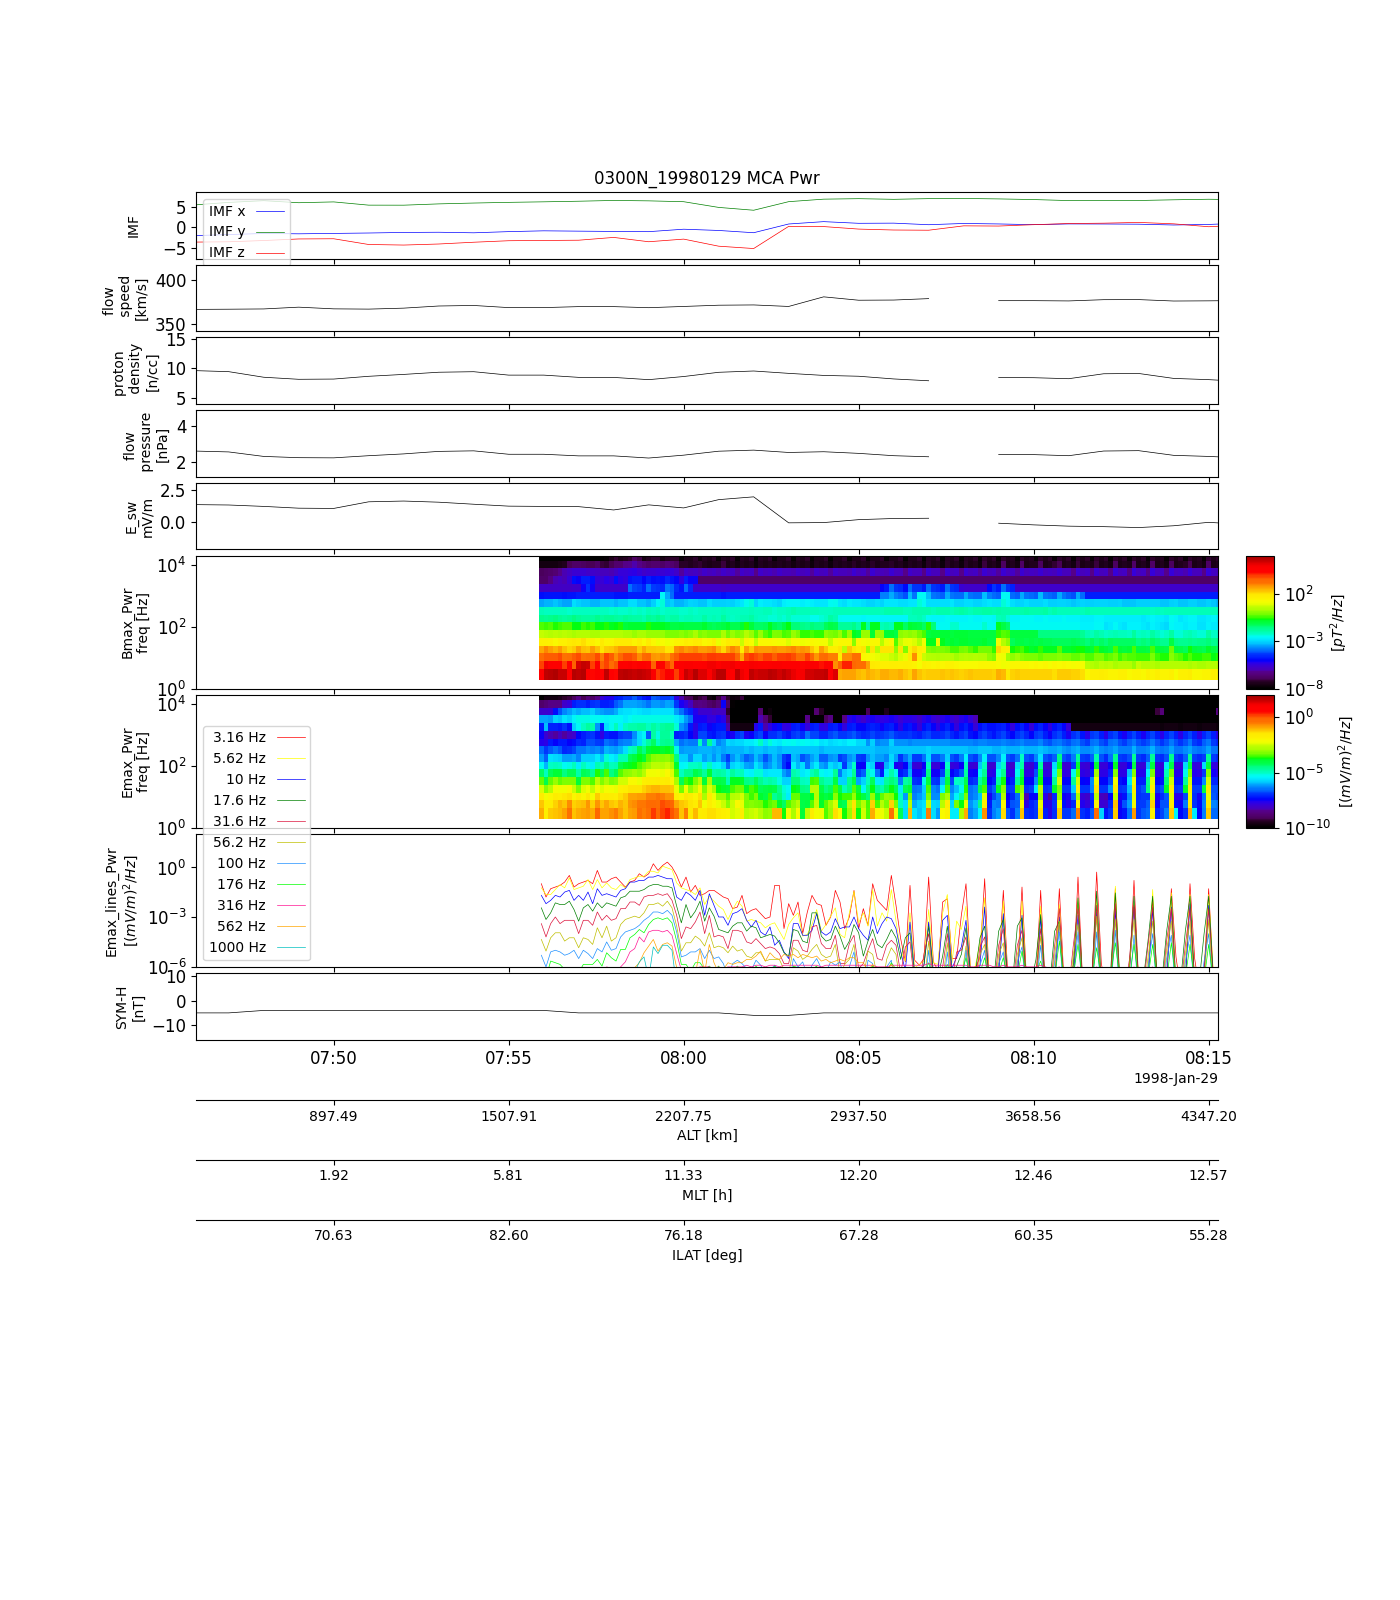 0300N_19980129 MCA Pwr
IMF
5
0
−5
IMF x
IMF y
IMF z
flow
speed
[km/s]
400
350
proton
density
[n/cc]
15
10
5
flow
pressure
[nPa]
4
2
E_sw
mV/m
2.5
0.0
Bmax_Pwr
freq [Hz]
10^4
10^2
10^0
10^2
10^−3
10^−8
[pT^2/Hz]
Emax_Pwr
freq [Hz]
10^4
10^2
10^0
10^0
10^−5
10^−10
[(mV/m)^2/Hz]
3.16 Hz
5.62 Hz
10 Hz
17.6 Hz
31.6 Hz
56.2 Hz
100 Hz
176 Hz
316 Hz
562 Hz
1000 Hz
Emax_lines_Pwr
[(mV/m)^2/Hz]
10^0
10^−3
10^−6
SYM-H
[nT]
10
0
−10
07:50 07:55 08:00 08:05 08:10 08:15
1998-Jan-29
897.49 1507.91 2207.75 2937.50 3658.56 4347.20
ALT [km]
1.92 5.81 11.33 12.20 12.46 12.57
MLT [h]
70.63 82.60 76.18 67.28 60.35 55.28
ILAT [deg]